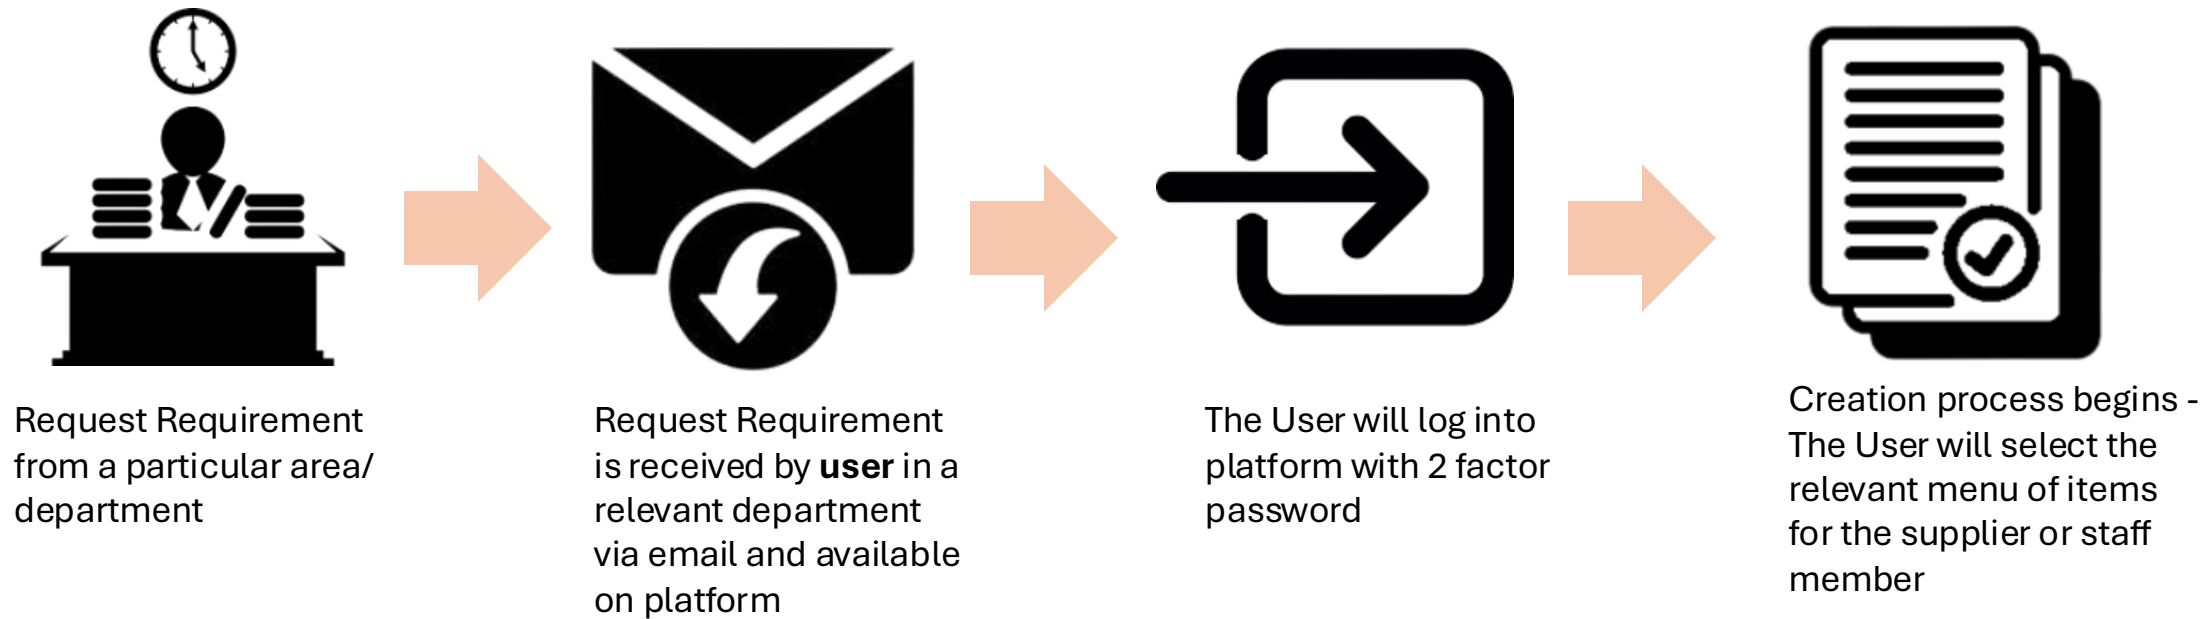 Request Requirement
from a particular area/
department
Request Requirement
is received by user in a
relevant department
via email and available
on platform
The User will log into
platform with 2 factor
password
Creation process begins -
The User will select the
relevant menu of items
for the supplier or staff
member